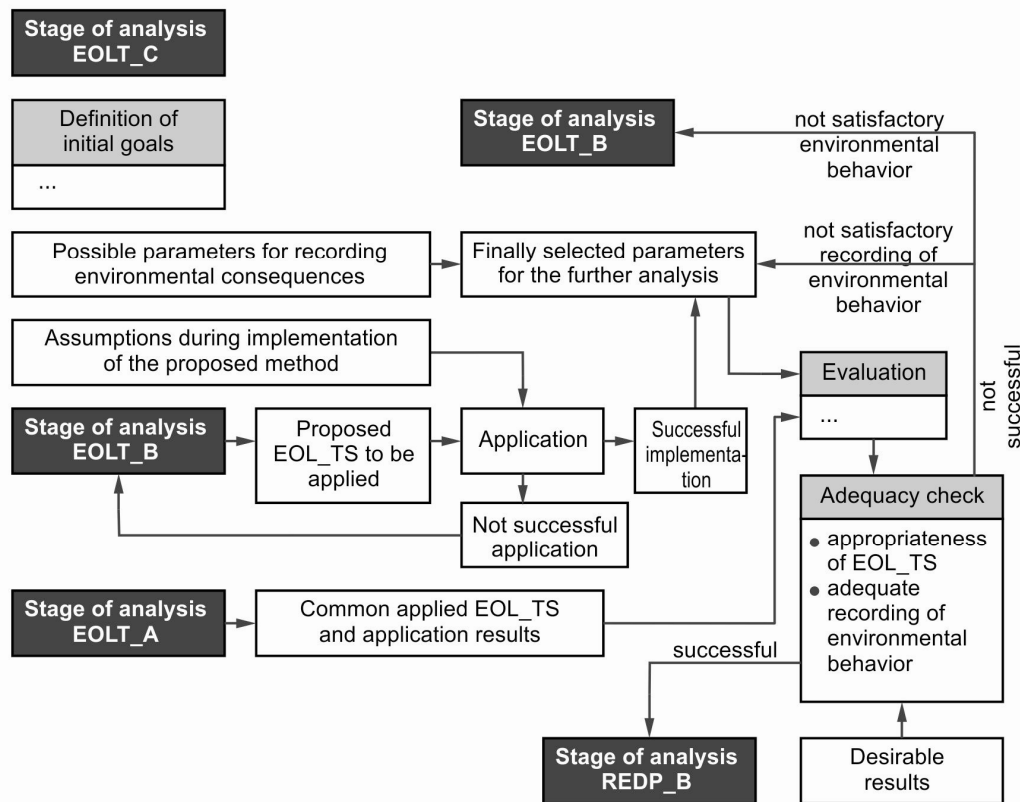 Stage of analysis
EOLT_C
Definition of
initial goals
...
Stage of analysis
EOLT_B
not satisfactory
environmental
behavior
Possible parameters for recording
environmental consequences
Finally selected parameters
for the further analysis
not satisfactory
recording of
environmental
behavior
Assumptions during implementation
of the proposed method
Evaluation
...
not
successful
Stage of analysis
EOLT_B
Proposed
EOL_TS to be
applied
Application
Successful
implementa-
tion
Not successful
application
Adequacy check
● appropriateness
of EOL_TS
● adequate
recording of
environmental
behavior
Stage of analysis
EOLT_A
Common applied EOL_TS
and application results
successful
Stage of analysis
REDP_B
Desirable
results